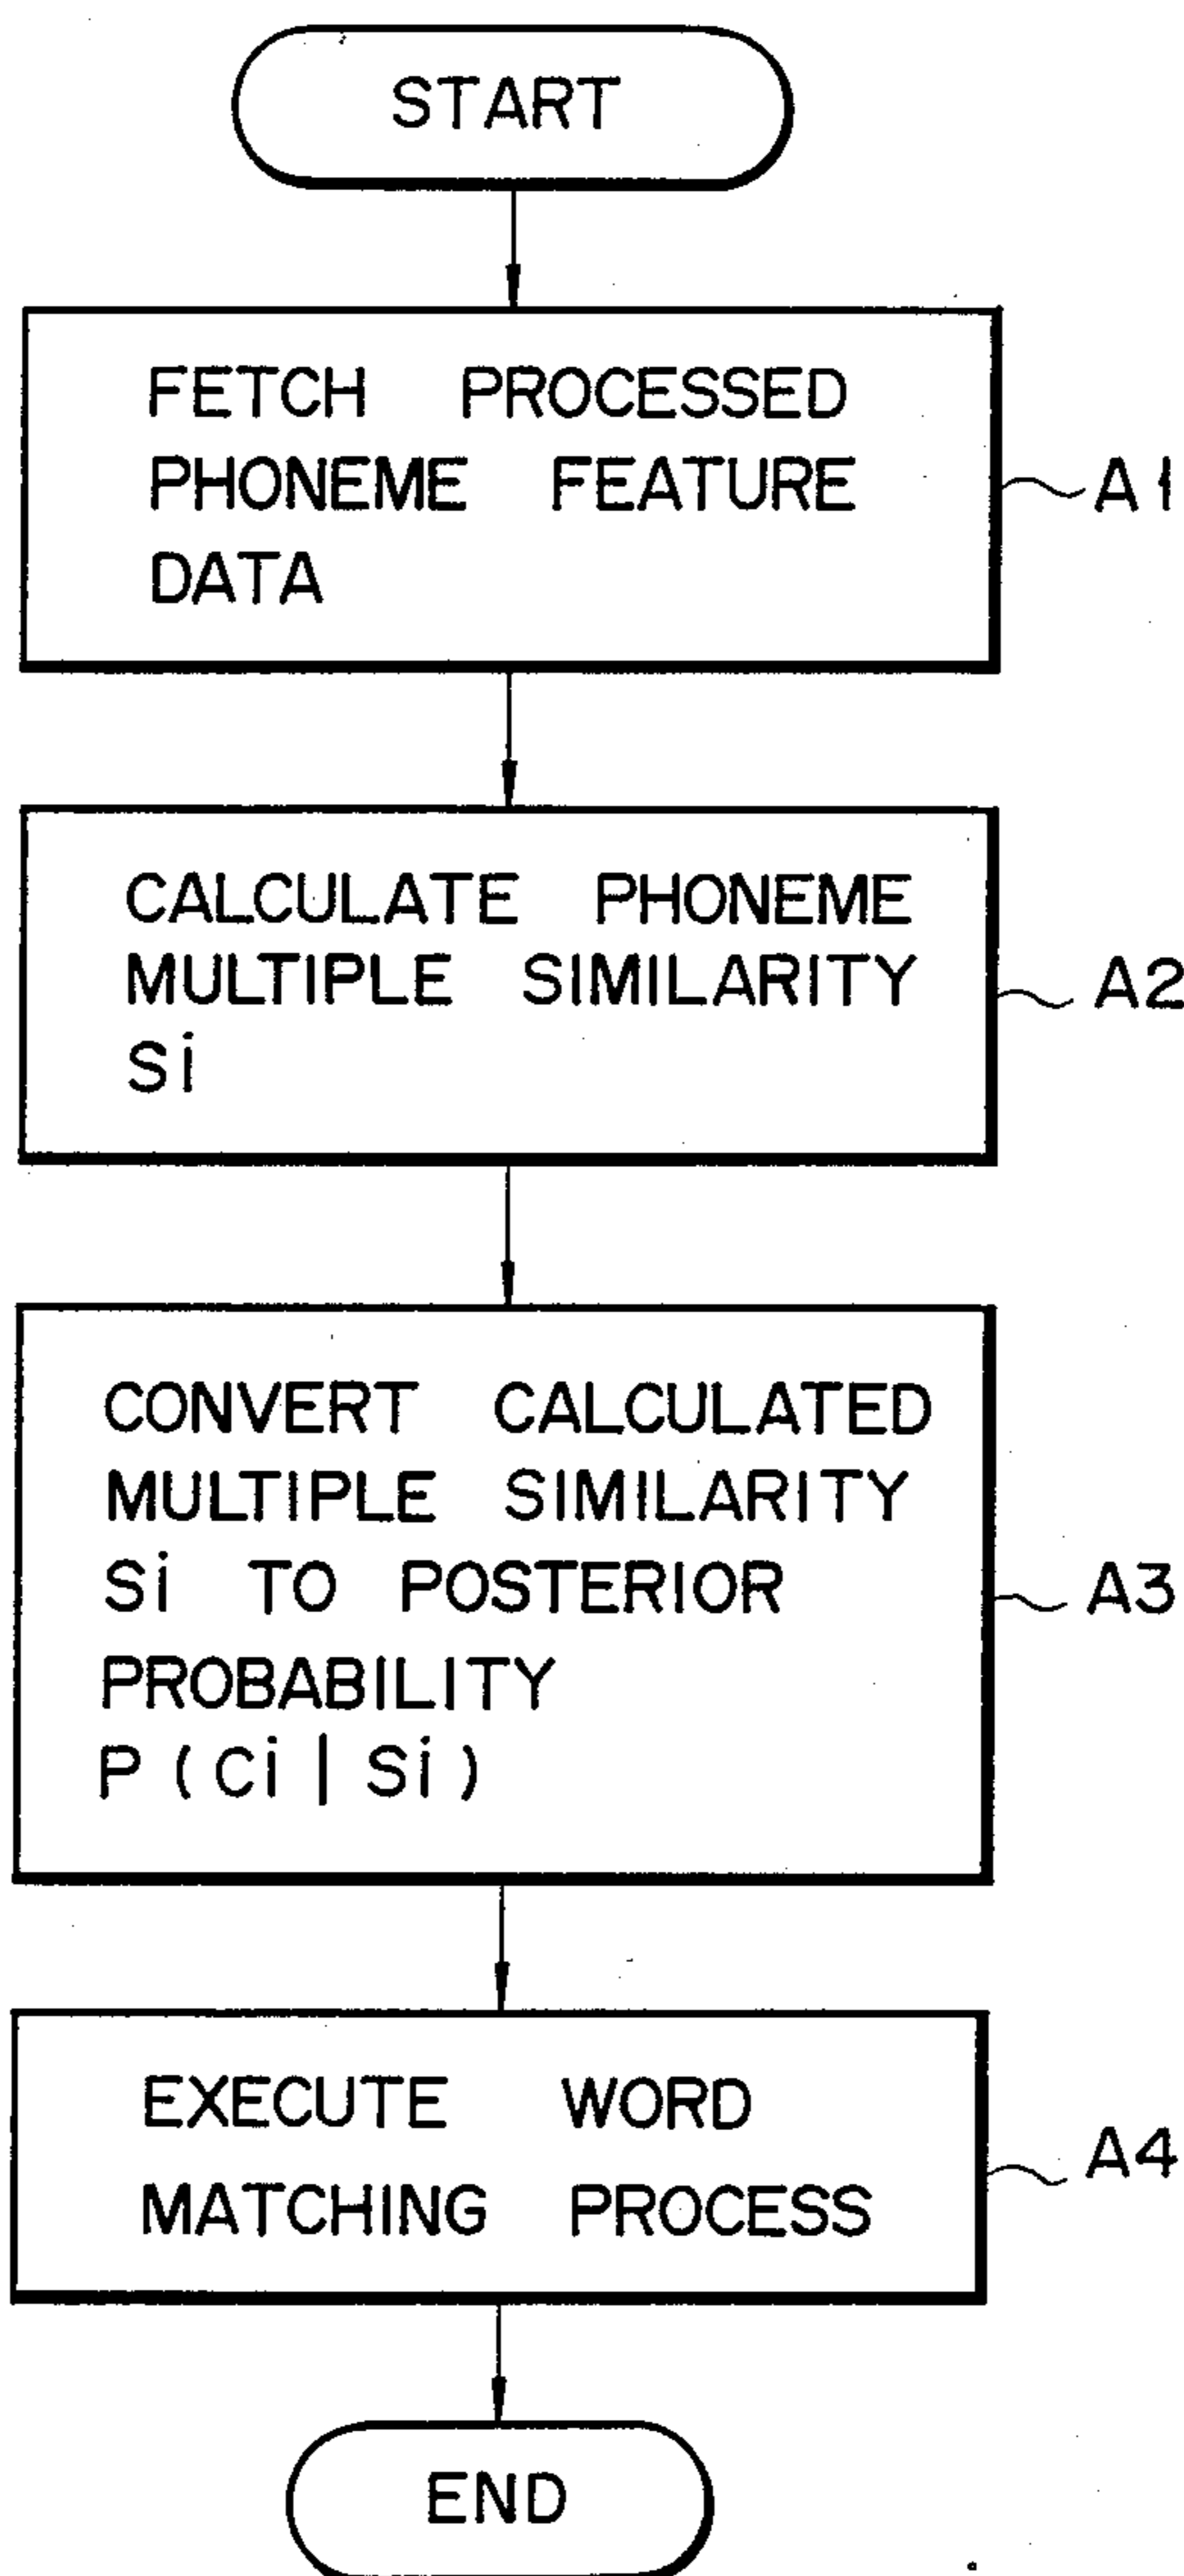 START
FETCH PROCESSED
PHONEME FEATURE
DATA
A1
CALCULATE PHONEME
MULTIPLE SIMILARITY
Si
A2
CONVERT CALCULATED
MULTIPLE SIMILARITY
Si TO POSTERIOR
PROBABILITY
P(Ci|Si)
A3
EXECUTE WORD
MATCHING PROCESS
A4
END